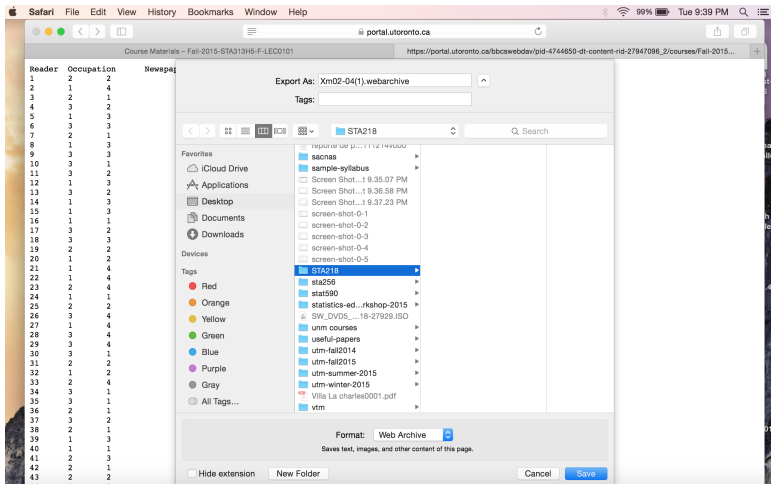 Safari File Edit View History Bookmarks Window Help 99% Tue 9:39 PM
portal.utoronto.ca
Course Materials – Fall-2015-STA313H5-F-LEC0101 https://portal.utoronto.ca/bbcswebdav/pid-4744650-dt-content-rid-27947096_2/courses/Fall-2015...
Reader Occupation Newspap
1 2 2
2 1 4
3 2 1
4 3 2
5 1 3
6 3 3
7 2 1
8 1 3
9 3 3
10 3 1
11 3 2
12 1 3
13 3 2
14 1 3
15 1 3
16 1 1
17 3 2
18 3 3
19 2 2
20 1 2
21 1 4
22 1 4
23 2 4
24 1 1
25 2 2
26 3 4
27 1 4
28 3 4
29 3 4
30 3 1
31 2 2
32 1 2
33 2 4
34 3 1
35 3 1
36 2 1
37 3 2
38 2 1
39 1 3
40 1 1
41 2 3
42 2 1
43 2 2
Export As: Xm02-04(1).webarchive
Tags:
STA218
Search
Favorites
iCloud Drive
Applications
Desktop
Documents
Downloads
Devices
Tags
Red
Orange
Yellow
Green
Blue
Purple
Gray
All Tags...
sacnas
sample-syllabus
Screen Shot...t 9.35.07 PM
Screen Shot...t 9.36.58 PM
Screen Shot...t 9.37.23 PM
screen-shot-0-1
screen-shot-0-2
screen-shot-0-3
screen-shot-0-4
screen-shot-0-5
STA218
sta256
stat590
statistics-ed...rkshop-2015
SW_DVD5_...18-27929.ISO
unm courses
useful-papers
utm-fall2014
utm-fall2015
utm-summer-2015
utm-winter-2015
Villa La charles0001.pdf
vtm
Format: Web Archive
Saves text, images, and other content of this page.
Hide extension New Folder Cancel Save